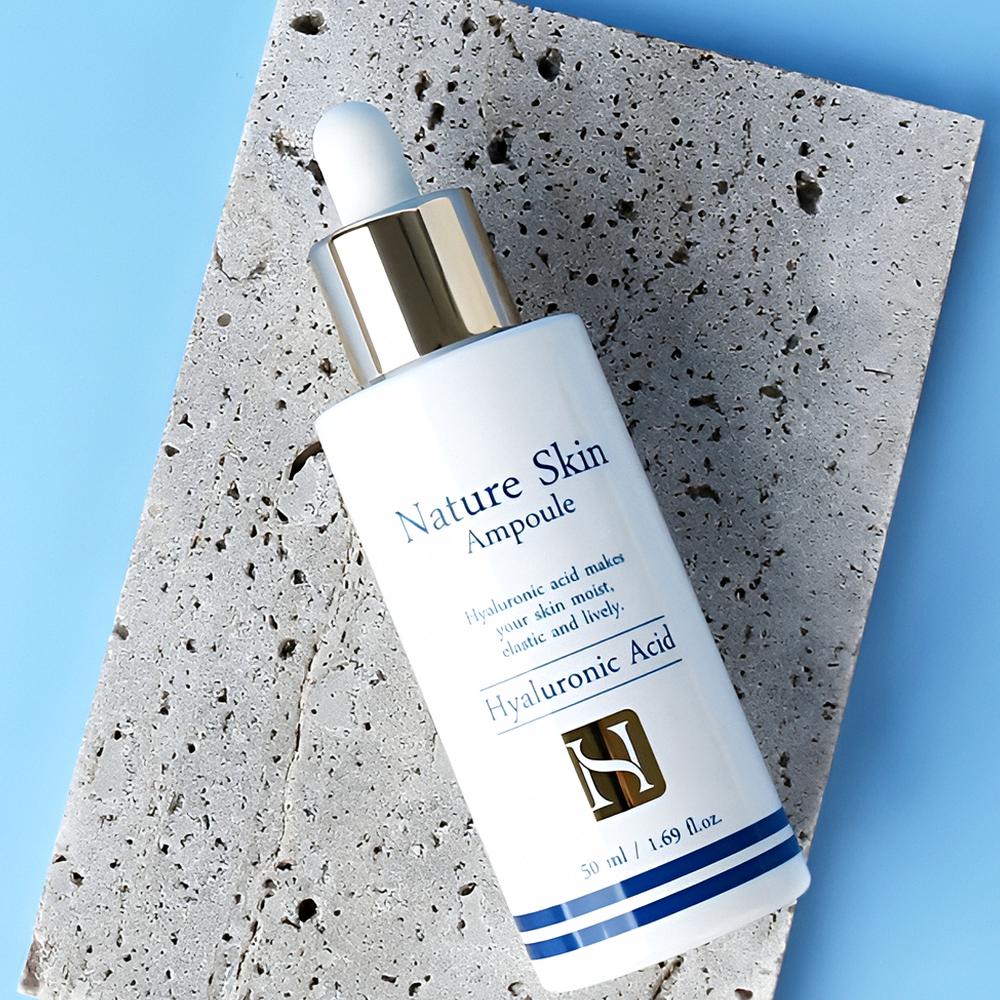 Nature Skin
Ampoule
Hyaluronic acid makes
your skin moist,
elastic and lively.
Hyaluronic Acid
NS
50 ml / 1.69 fl.oz.